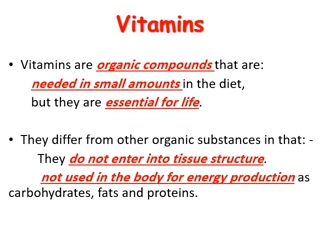 Vitamins
• Vitamins are organic compounds that are:
needed in small amounts in the diet,
but they are essential for life.
• They differ from other organic substances in that: -
They do not enter into tissue structure.
not used in the body for energy production as
carbohydrates, fats and proteins.